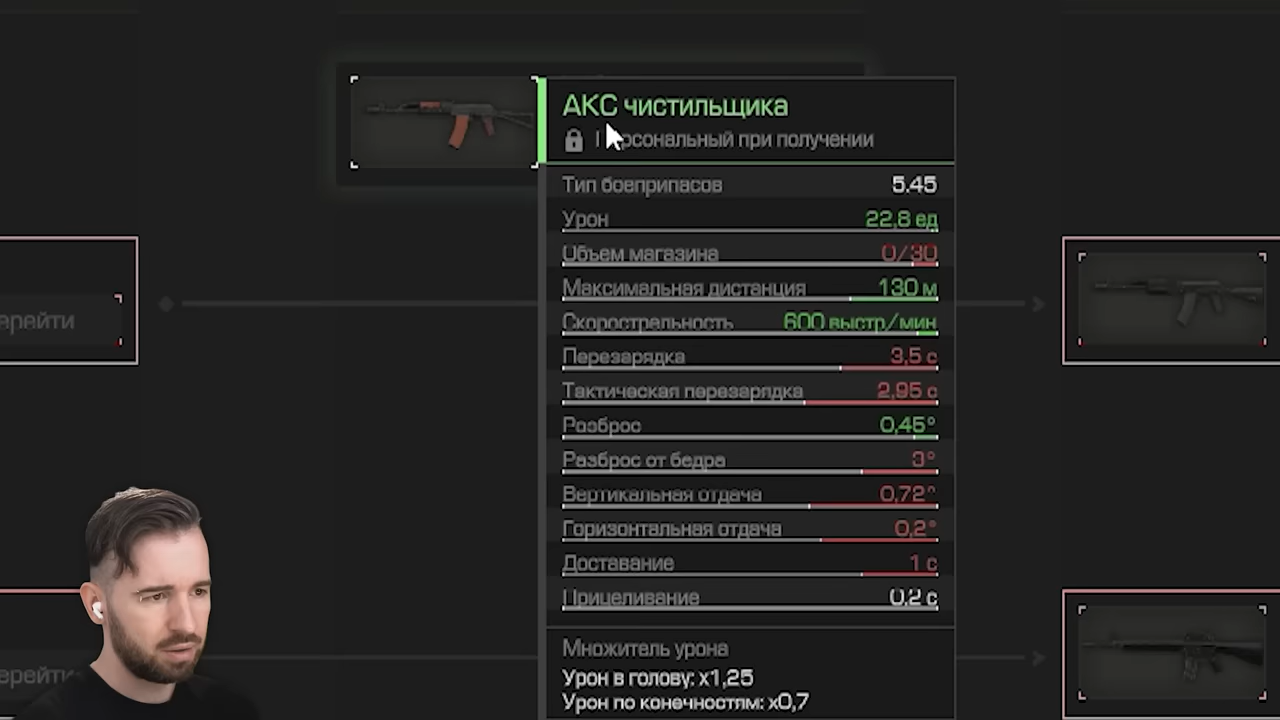 АКС чистильщика
Персональный при получении
Тип боеприпасов 5.45
Урон 22,8 ед
Объем магазина 0/30
Максимальная дистанция 130 м
Скорострельность 600 выстр/мин
Перезарядка 3,5 с
Тактическая перезарядка 2,95 с
Разброс 0,45°
Разброс от бедра 3°
Вертикальная отдача 0,72°
Горизонтальная отдача 0,2°
Доставание 1 с
Прицеливание 0,2 с
Множитель урона
Урон в голову: x1,25
Урон по конечностям: x0,7
ерейти
ерейти